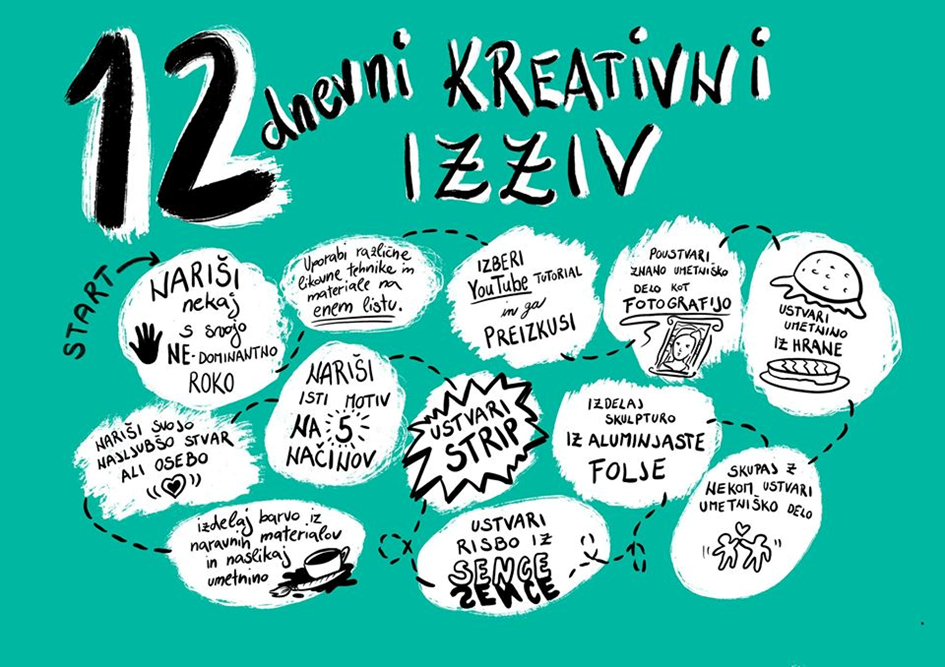 12 dnevni KREATIVNI
IZZIV
START
NARIŠI
nekaj
s svojo
NE-DOMINANTNO
ROKO
Uporabi različne
likovne tehnike in
materiale na
enem listu.
IZBERI
YouTube TUTORIAL
in ga
PREIZKUSI
POUSTVARI
ZNANO UMETNIŠKO
DELO KOT
FOTOGRAFIJO
USTVARI
UMETNINO
IZ HRANE
SKUPAJ Z
NEKOM USTVARI
UMETNIŠKO DELO
IZDELAJ
SKULPTURO
IZ ALUMINJASTE
FOLJE
USTVARI
RISBO IZ
SENCE
SENCE
USTVARI
STRIP
NARIŠI
ISTI MOTIV
NA 5
NAČINOV
NARIŠI SVOJO
NAJLJUBŠO STVAR
ALI OSEBO
izdelaj barvo iz
naravnih materialov
in naslikaj
umetnino